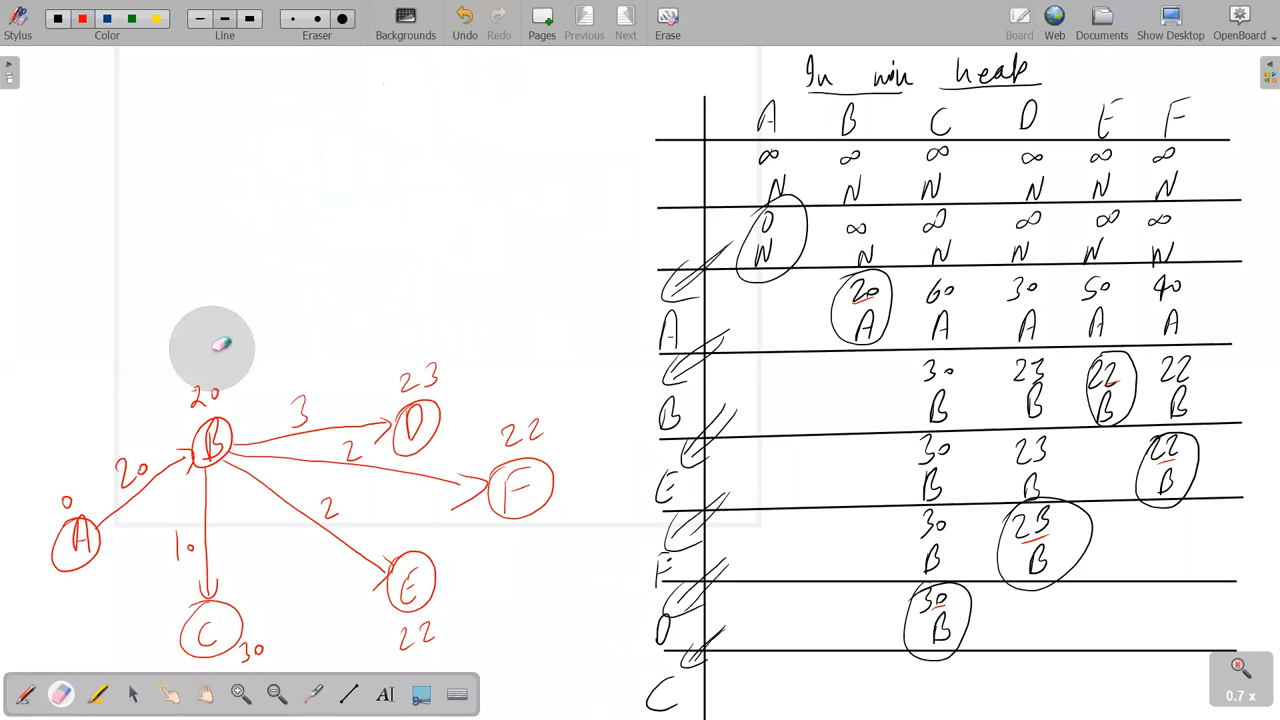 Stylus Color Line Eraser Backgrounds Undo Redo Pages Previous Next Erase Board Web Documents Show Desktop OpenBoard
In min heap
A B C D E F
∞ ∞ ∞ ∞ ∞ ∞
N N N N N N
0 ∞ ∞ ∞ ∞ ∞
N N N N N N
20 60 30 50 40
A A A A A A
30 23 22 22
B B B B B
30 23 22
E B B B
30 23
F B B
30
D B
C
20
23
B 3 D
2 22
20 F
0
A 2
10
E
C 30 22
0.7 x